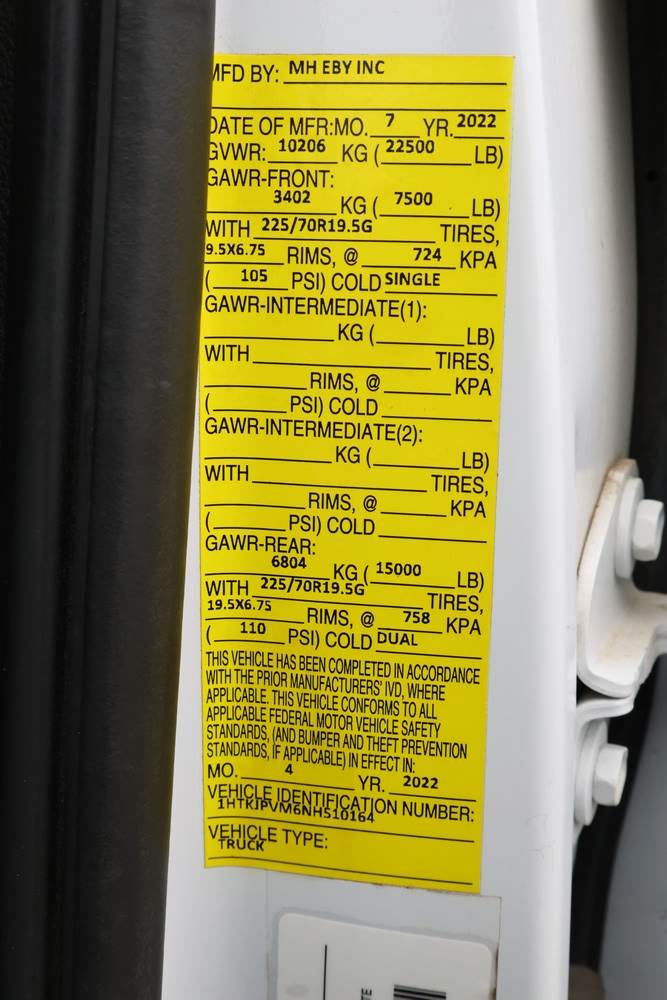 MFD BY: MH EBY INC
DATE OF MFR:MO. 7 YR. 2022
GVWR: 10206 KG ( 22500 LB)
GAWR-FRONT:
3402 KG ( 7500 LB)
WITH 225/70R19.5G TIRES,
9.5X6.75 RIMS, @ 724 KPA
( 105 PSI) COLD SINGLE
GAWR-INTERMEDIATE(1):
KG ( LB)
WITH TIRES,
RIMS, @ KPA
( PSI) COLD
GAWR-INTERMEDIATE(2):
KG ( LB)
WITH TIRES,
RIMS, @ KPA
( PSI) COLD
GAWR-REAR:
6804 KG ( 15000 LB)
WITH 225/70R19.5G TIRES,
19.5X6.75 RIMS, @ 758 KPA
( 110 PSI) COLD DUAL
THIS VEHICLE HAS BEEN COMPLETED IN ACCORDANCE
WITH THE PRIOR MANUFACTURERS' IVD, WHERE
APPLICABLE. THIS VEHICLE CONFORMS TO ALL
APPLICABLE FEDERAL MOTOR VEHICLE SAFETY
STANDARDS, (AND BUMPER AND THEFT PREVENTION
STANDARDS, IF APPLICABLE) IN EFFECT IN:
MO. 4 YR. 2022
VEHICLE IDENTIFICATION NUMBER:
1HTKJPVM6NH510164
VEHICLE TYPE:
TRUCK